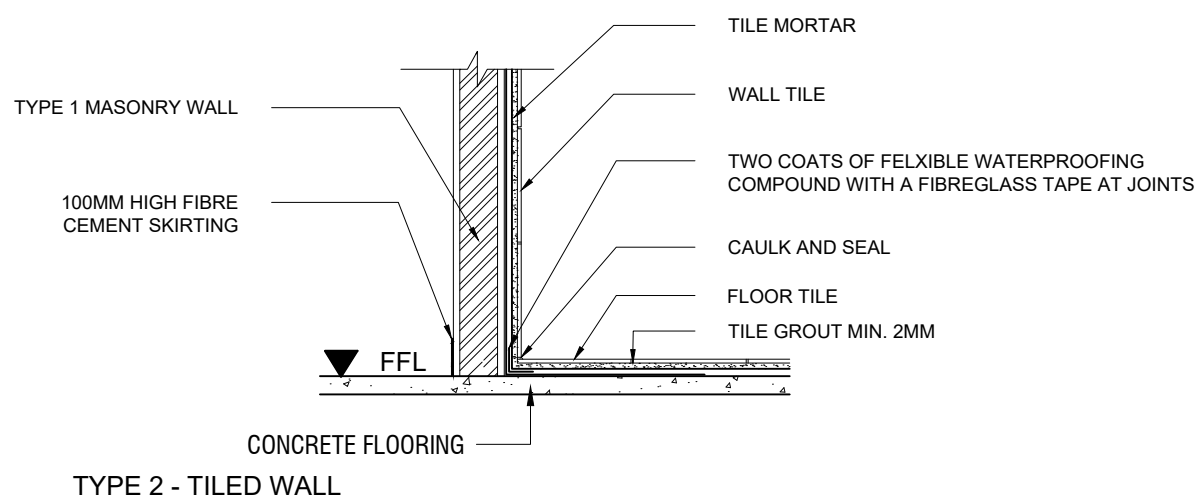 TILE MORTAR
TYPE 1 MASONRY WALL
WALL TILE
TWO COATS OF FELXIBLE WATERPROOFING
COMPOUND WITH A FIBREGLASS TAPE AT JOINTS
100MM HIGH FIBRE
CEMENT SKIRTING
CAULK AND SEAL
FLOOR TILE
TILE GROUT MIN. 2MM
FFL
CONCRETE FLOORING
TYPE 2 - TILED WALL